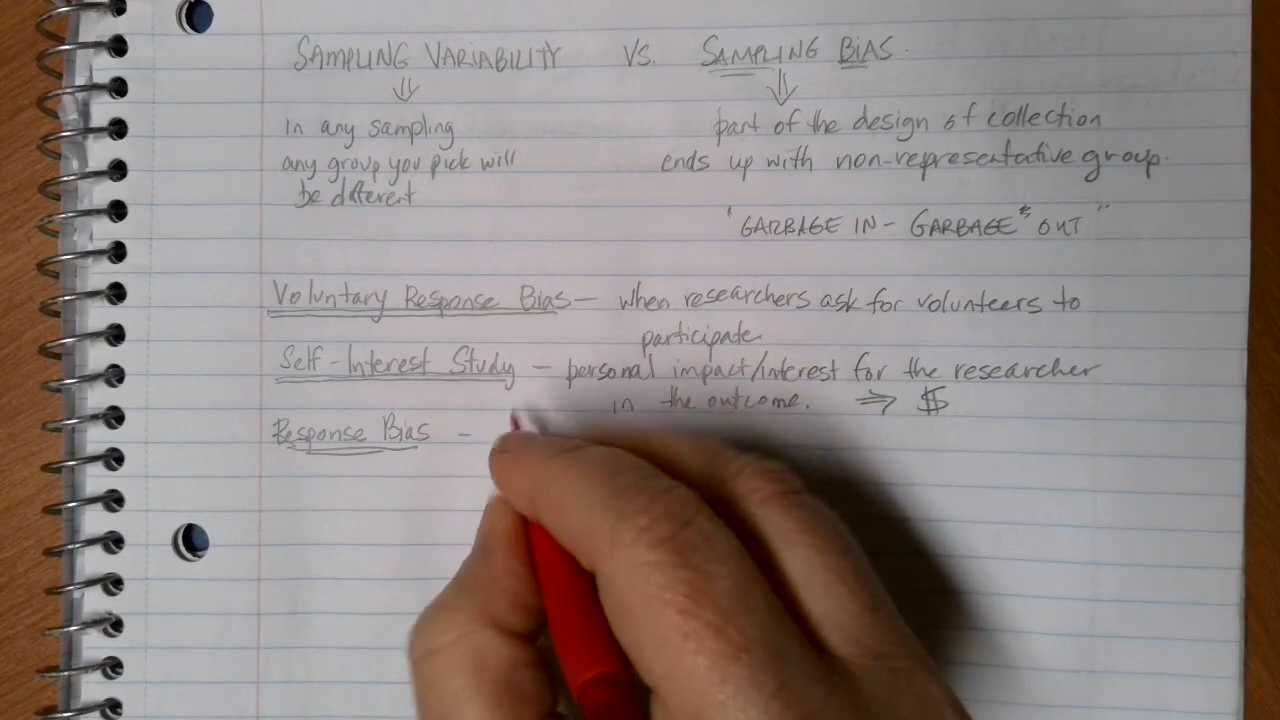 SAMPLING VARIABILITY VS. SAMPLING BIAS.
⇓ ⇓
in any sampling
any group you pick will
be different
part of the design of collection
ends up with non-representative group.
"GARBAGE IN - GARBAGE OUT"
Voluntary Response Bias - when researchers ask for volunteers to
participate.
Self-Interest Study - personal impact/interest for the researcher
in the outcome. ⇒ $
Response Bias -